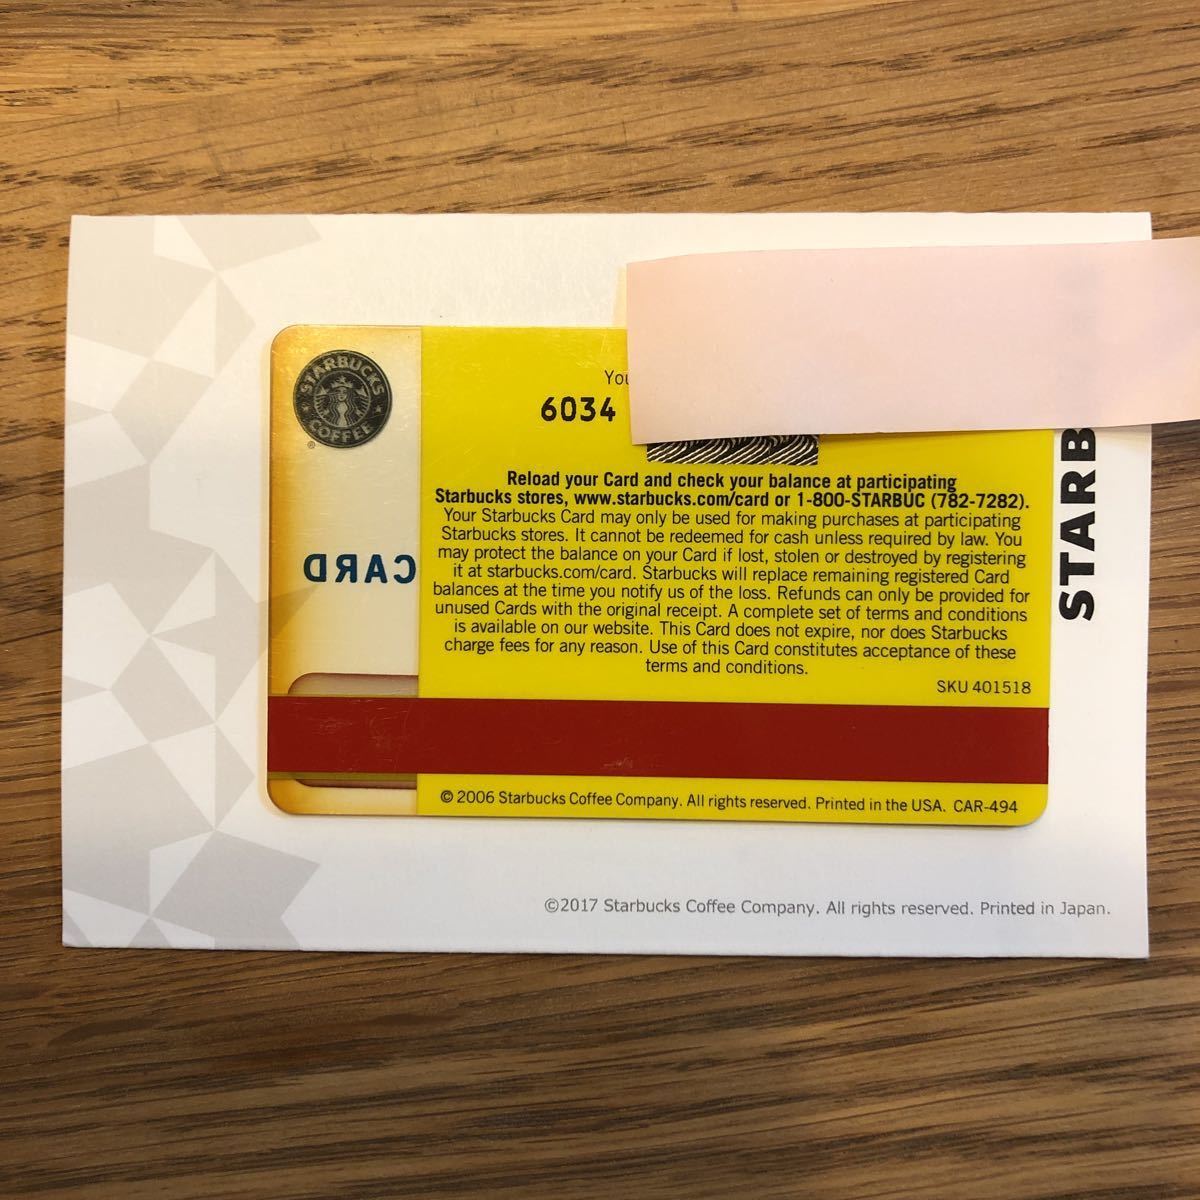 STARBUCKS
COFFEE
®
6034
Reload your Card and check your balance at participating
Starbucks stores, www.starbucks.com/card or 1-800-STARBUC (782-7282).
Your Starbucks Card may only be used for making purchases at participating
Starbucks stores. It cannot be redeemed for cash unless required by law. You
may protect the balance on your Card if lost, stolen or destroyed by registering
it at starbucks.com/card. Starbucks will replace remaining registered Card
balances at the time you notify us of the loss. Refunds can only be provided for
unused Cards with the original receipt. A complete set of terms and conditions
is available on our website. This Card does not expire, nor does Starbucks
charge fees for any reason. Use of this Card constitutes acceptance of these
terms and conditions.
SKU 401518
CARD
© 2006 Starbucks Coffee Company. All rights reserved. Printed in the USA. CAR-494
STARB
©2017 Starbucks Coffee Company. All rights reserved. Printed in Japan.